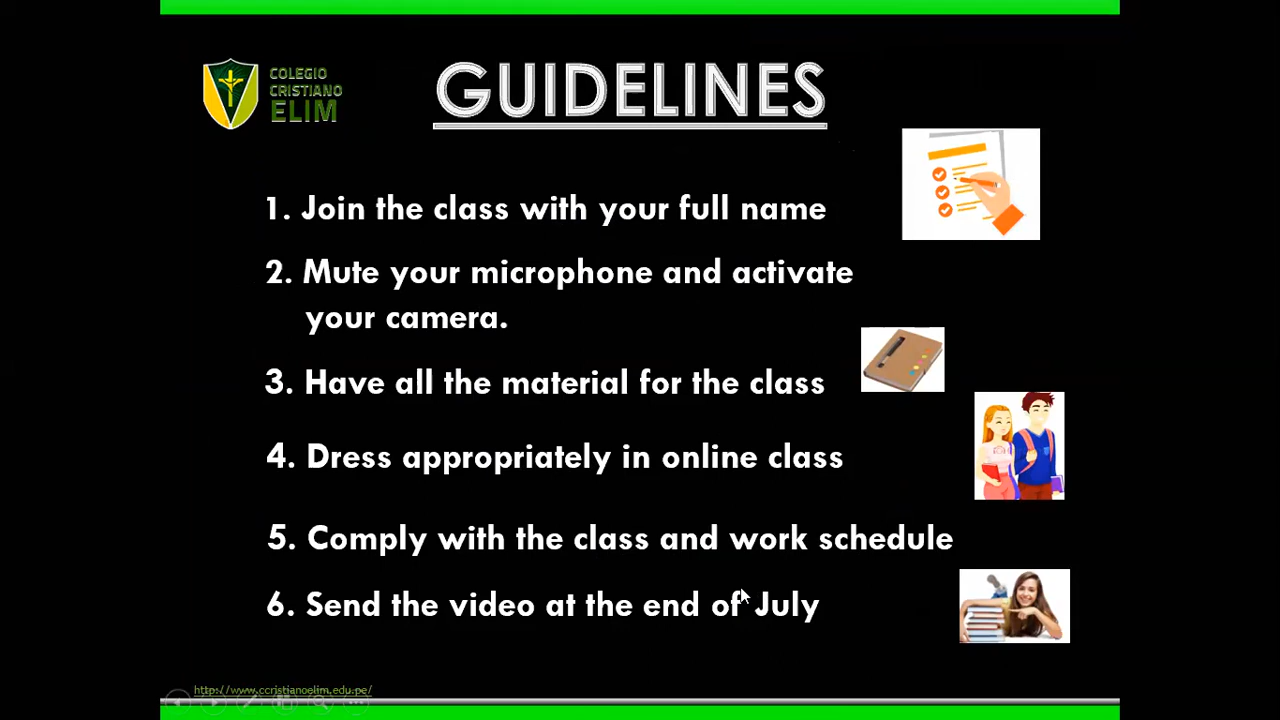 COLEGIO
CRISTIANO
ELIM
GUIDELINES
1. Join the class with your full name
2. Mute your microphone and activate
your camera.
3. Have all the material for the class
4. Dress appropriately in online class
5. Comply with the class and work schedule
6. Send the video at the end of July
http://www.ccristianoelim.edu.pe/